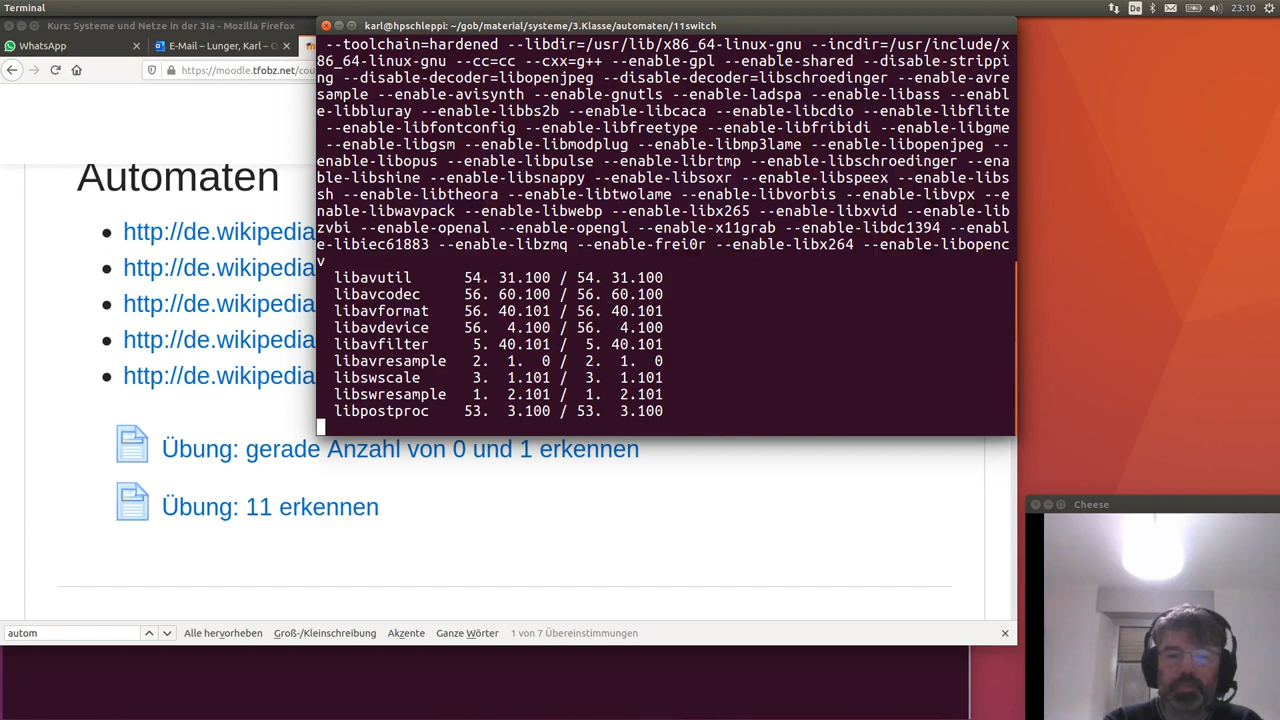 Terminal
De
23:10
Kurs: Systeme und Netze in der 3Ia - Mozilla Firefox
karl@hpschleppi: ~/gob/material/systeme/3.Klasse/automaten/11switch
WhatsApp
E-Mail – Lunger, Karl – O
https://moodle.tfobz.net/cou
--toolchain=hardened --libdir=/usr/lib/x86_64-linux-gnu --incdir=/usr/include/x
86_64-linux-gnu --cc=cc --cxx=g++ --enable-gpl --enable-shared --disable-strippi
ng --disable-decoder=libopenjpeg --disable-decoder=libschroedinger --enable-avre
sample --enable-avisynth --enable-gnutls --enable-ladspa --enable-libass --enabl
e-libbluray --enable-libbs2b --enable-libcaca --enable-libcdio --enable-libflite
--enable-libfontconfig --enable-libfreetype --enable-libfribidi --enable-libgme
--enable-libgsm --enable-libmodplug --enable-libmp3lame --enable-libopenjpeg --
enable-libopus --enable-libpulse --enable-librtmp --enable-libschroedinger --ena
ble-libshine --enable-libsnappy --enable-libsoxr --enable-libspeex --enable-libs
sh --enable-libtheora --enable-libtwolame --enable-libvorbis --enable-libvpx --e
nable-libwavpack --enable-libwebp --enable-libx265 --enable-libxvid --enable-lib
zvbi --enable-openal --enable-opengl --enable-x11grab --enable-libdc1394 --enabl
e-libiec61883 --enable-libzmq --enable-frei0r --enable-libx264 --enable-libopenc
v
libavutil      54. 31.100 / 54. 31.100
libavcodec     56. 60.100 / 56. 60.100
libavformat    56. 40.101 / 56. 40.101
libavdevice    56.  4.100 / 56.  4.100
libavfilter     5. 40.101 /  5. 40.101
libavresample   2.  1.  0 /  2.  1.  0
libswscale      3.  1.101 /  3.  1.101
libswresample   1.  2.101 /  1.  2.101
libpostproc    53.  3.100 / 53.  3.100
Automaten
http://de.wikipedia
http://de.wikipedia
http://de.wikipedia
http://de.wikipedia
http://de.wikipedia
Übung: gerade Anzahl von 0 und 1 erkennen
Übung: 11 erkennen
Cheese
autom
Alle hervorheben
Groß-/Kleinschreibung
Akzente
Ganze Wörter
1 von 7 Übereinstimmungen